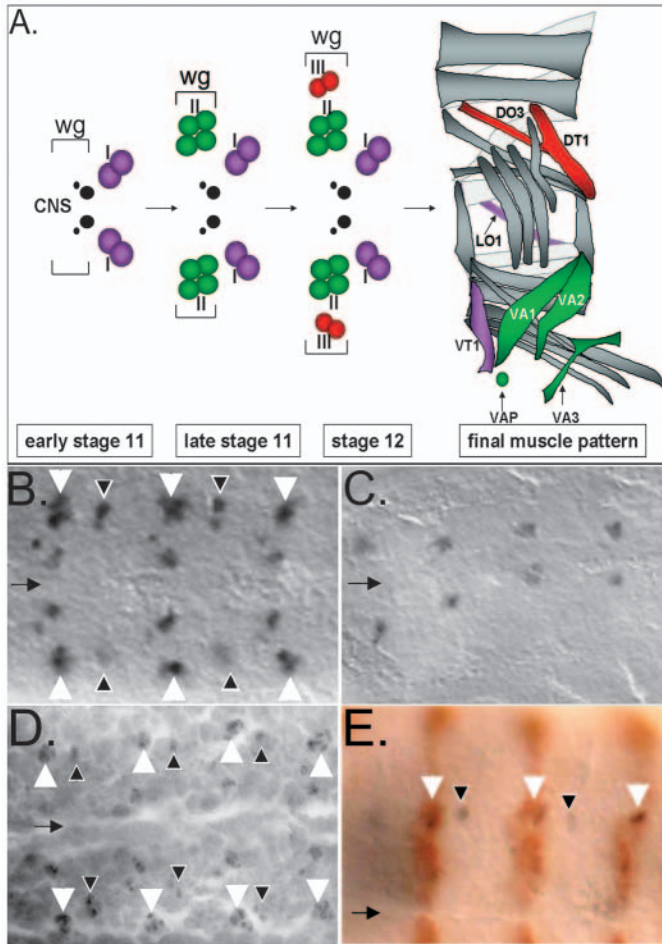 A.
wg
I
CNS
I
wg
II
I
I
II
wg
III
II
I
I
II
III
DO3
DT1
LO1
VA1
VA2
VT1
VAP
VA3
early stage 11
late stage 11
stage 12
final muscle pattern
B.
C.
D.
E.